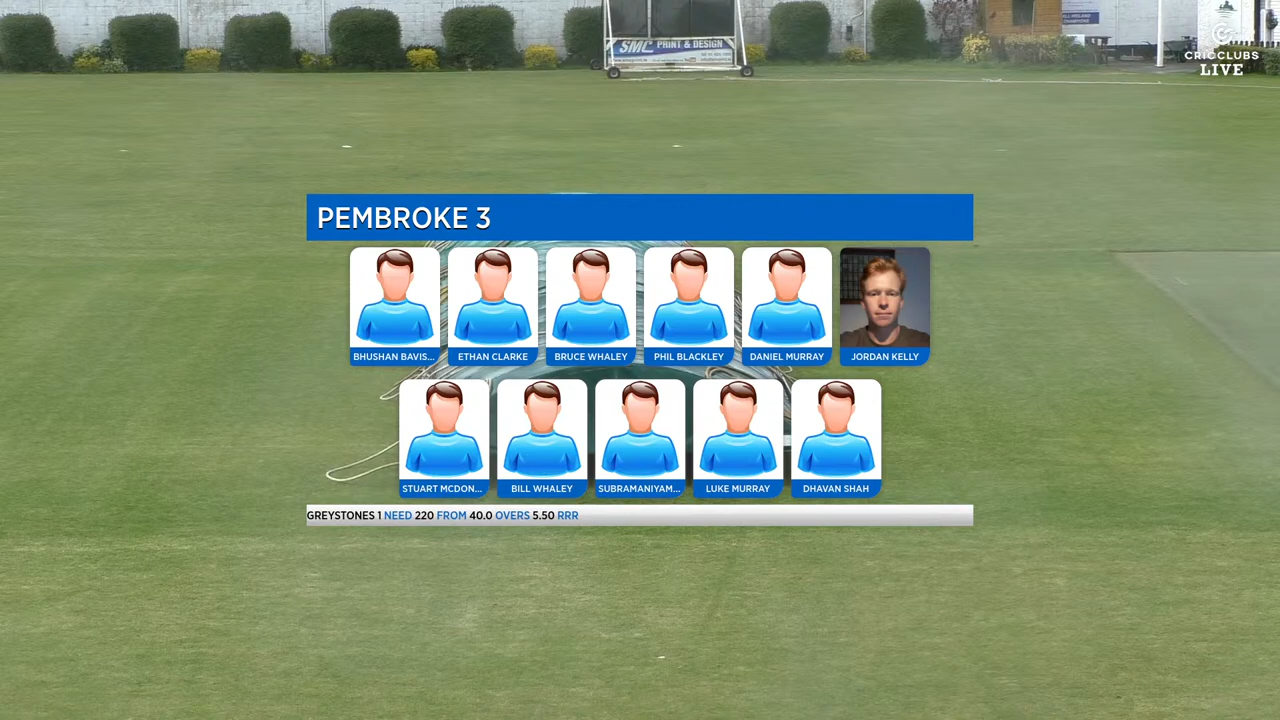 SMC PRINT & DESIGN
CRICCLUBS
LIVE
PEMBROKE 3
BHUSHAN BAVIS...
ETHAN CLARKE
BRUCE WHALEY
PHIL BLACKLEY
DANIEL MURRAY
JORDAN KELLY
STUART MCDON...
BILL WHALEY
SUBRAMANIYAM...
LUKE MURRAY
DHAVAN SHAH
GREYSTONES 1 NEED 220 FROM 40.0 OVERS 5.50 RRR